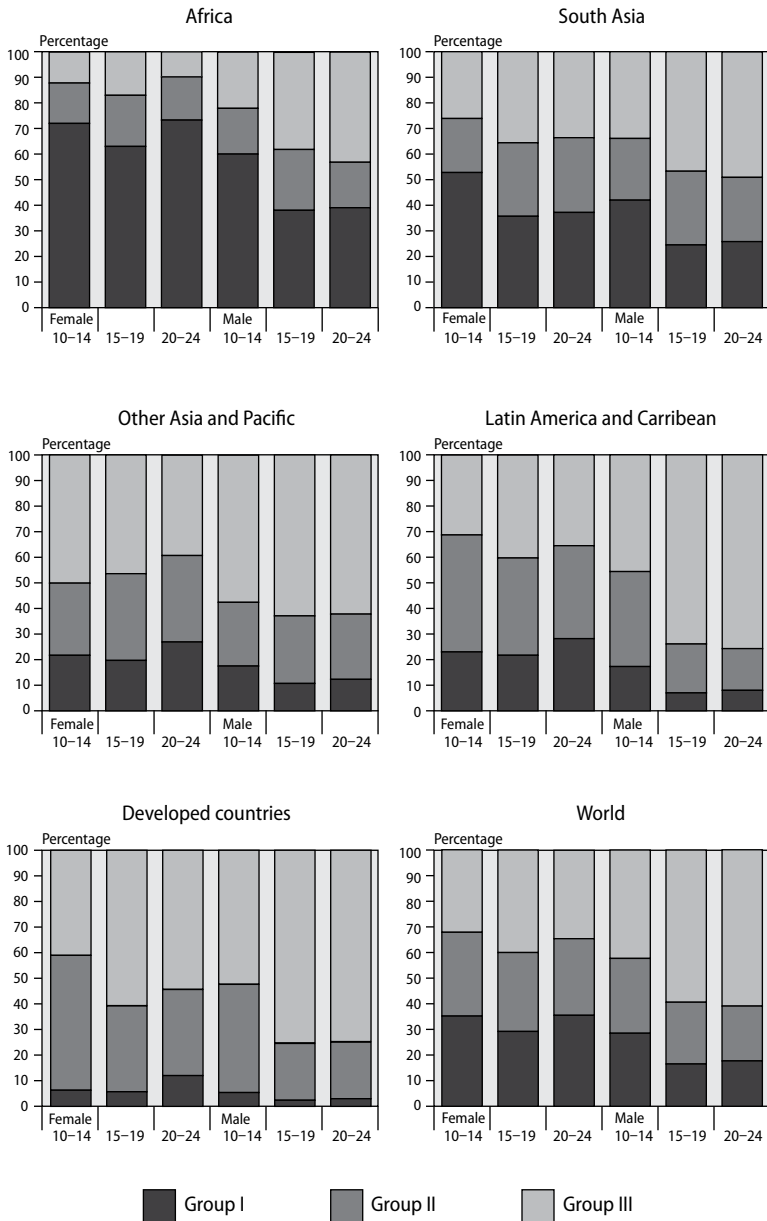 Africa
Percentage
100
90
80
70
60
50
40
30
20
10
0
Female Male
10–14 15–19 20–24 10–14 15–19 20–24
South Asia
Percentage
100
90
80
70
60
50
40
30
20
10
0
Female Male
10–14 15–19 20–24 10–14 15–19 20–24
Other Asia and Pacific
Percentage
100
90
80
70
60
50
40
30
20
10
0
Female Male
10–14 15–19 20–24 10–14 15–19 20–24
Latin America and Carribean
Percentage
100
90
80
70
60
50
40
30
20
10
0
Female Male
10–14 15–19 20–24 10–14 15–19 20–24
Developed countries
Percentage
100
90
80
70
60
50
40
30
20
10
0
Female Male
10–14 15–19 20–24 10–14 15–19 20–24
World
Percentage
100
90
80
70
60
50
40
30
20
10
0
Female Male
10–14 15–19 20–24 10–14 15–19 20–24
Group I Group II Group III